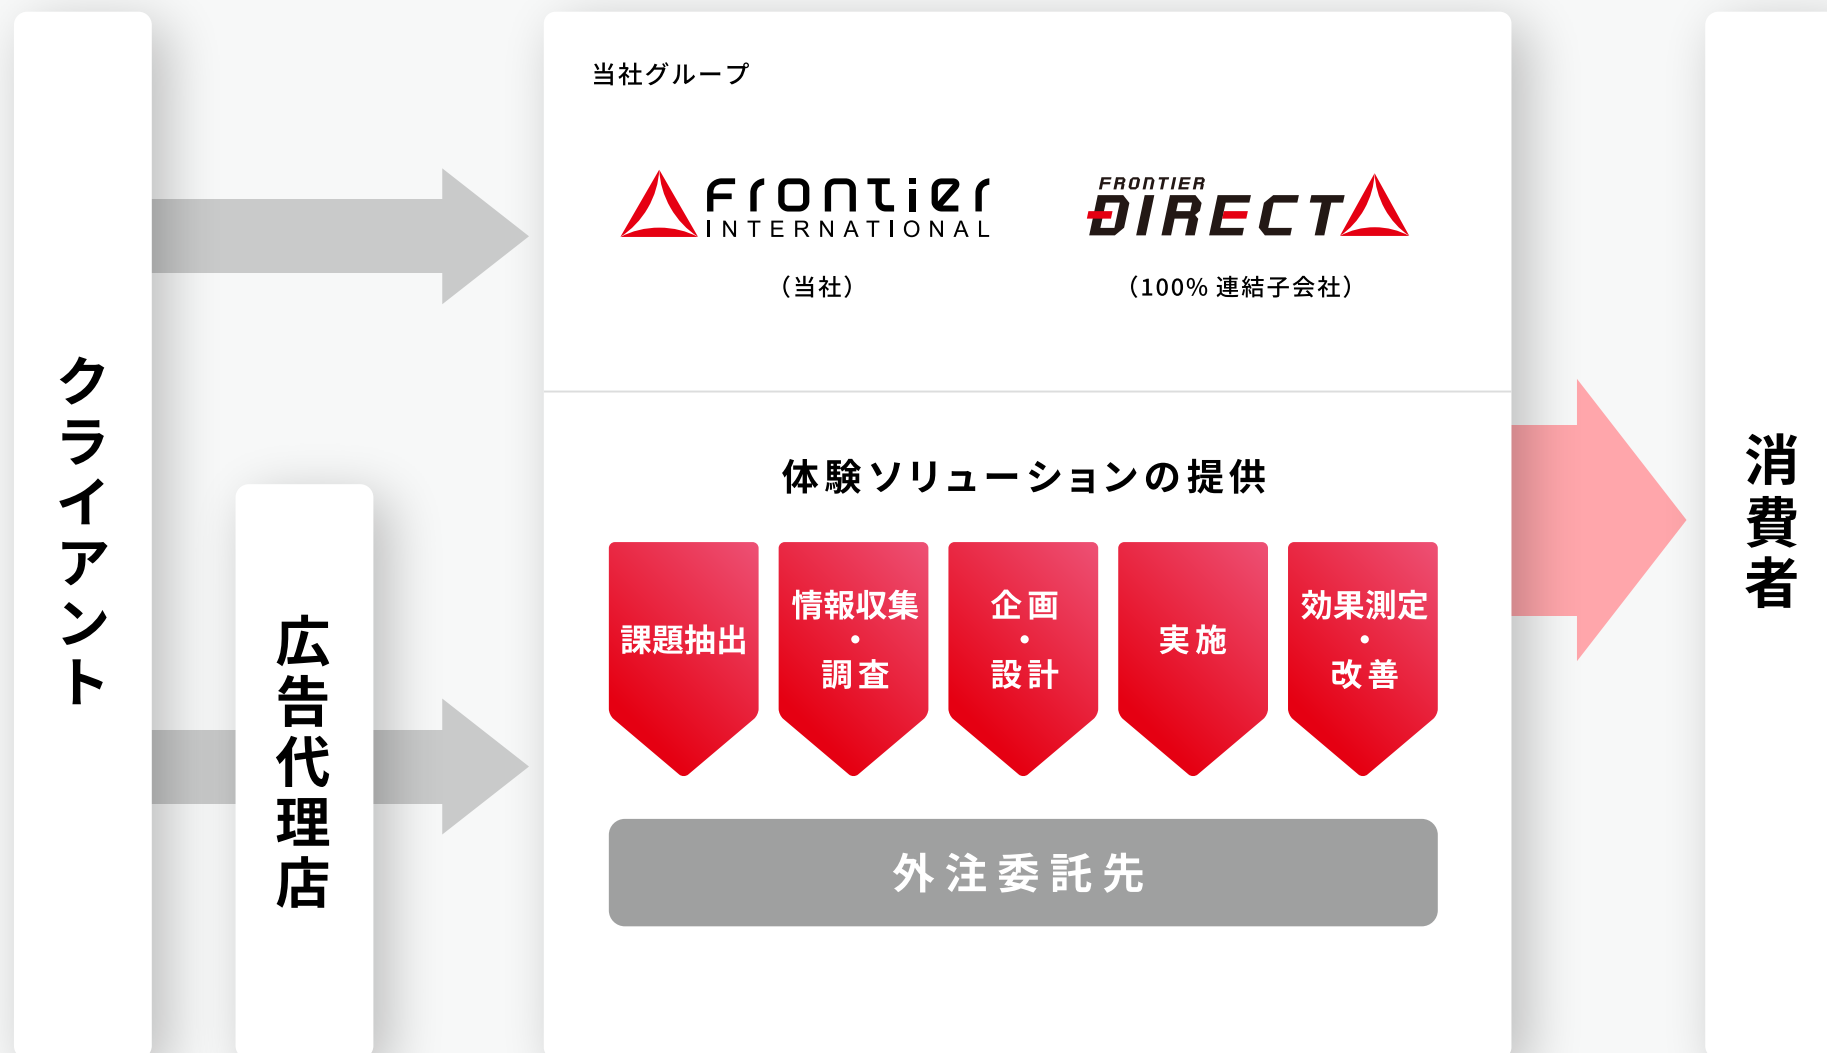 クライアント
広告代理店
当社グループ
Frontier
INTERNATIONAL
(当社)
FRONTIER
DIRECT
(100% 連結子会社)
体験ソリューションの提供
課題抽出
情報収集
・
調査
企画
・
設計
実施
効果測定
・
改善
外注委託先
消費者